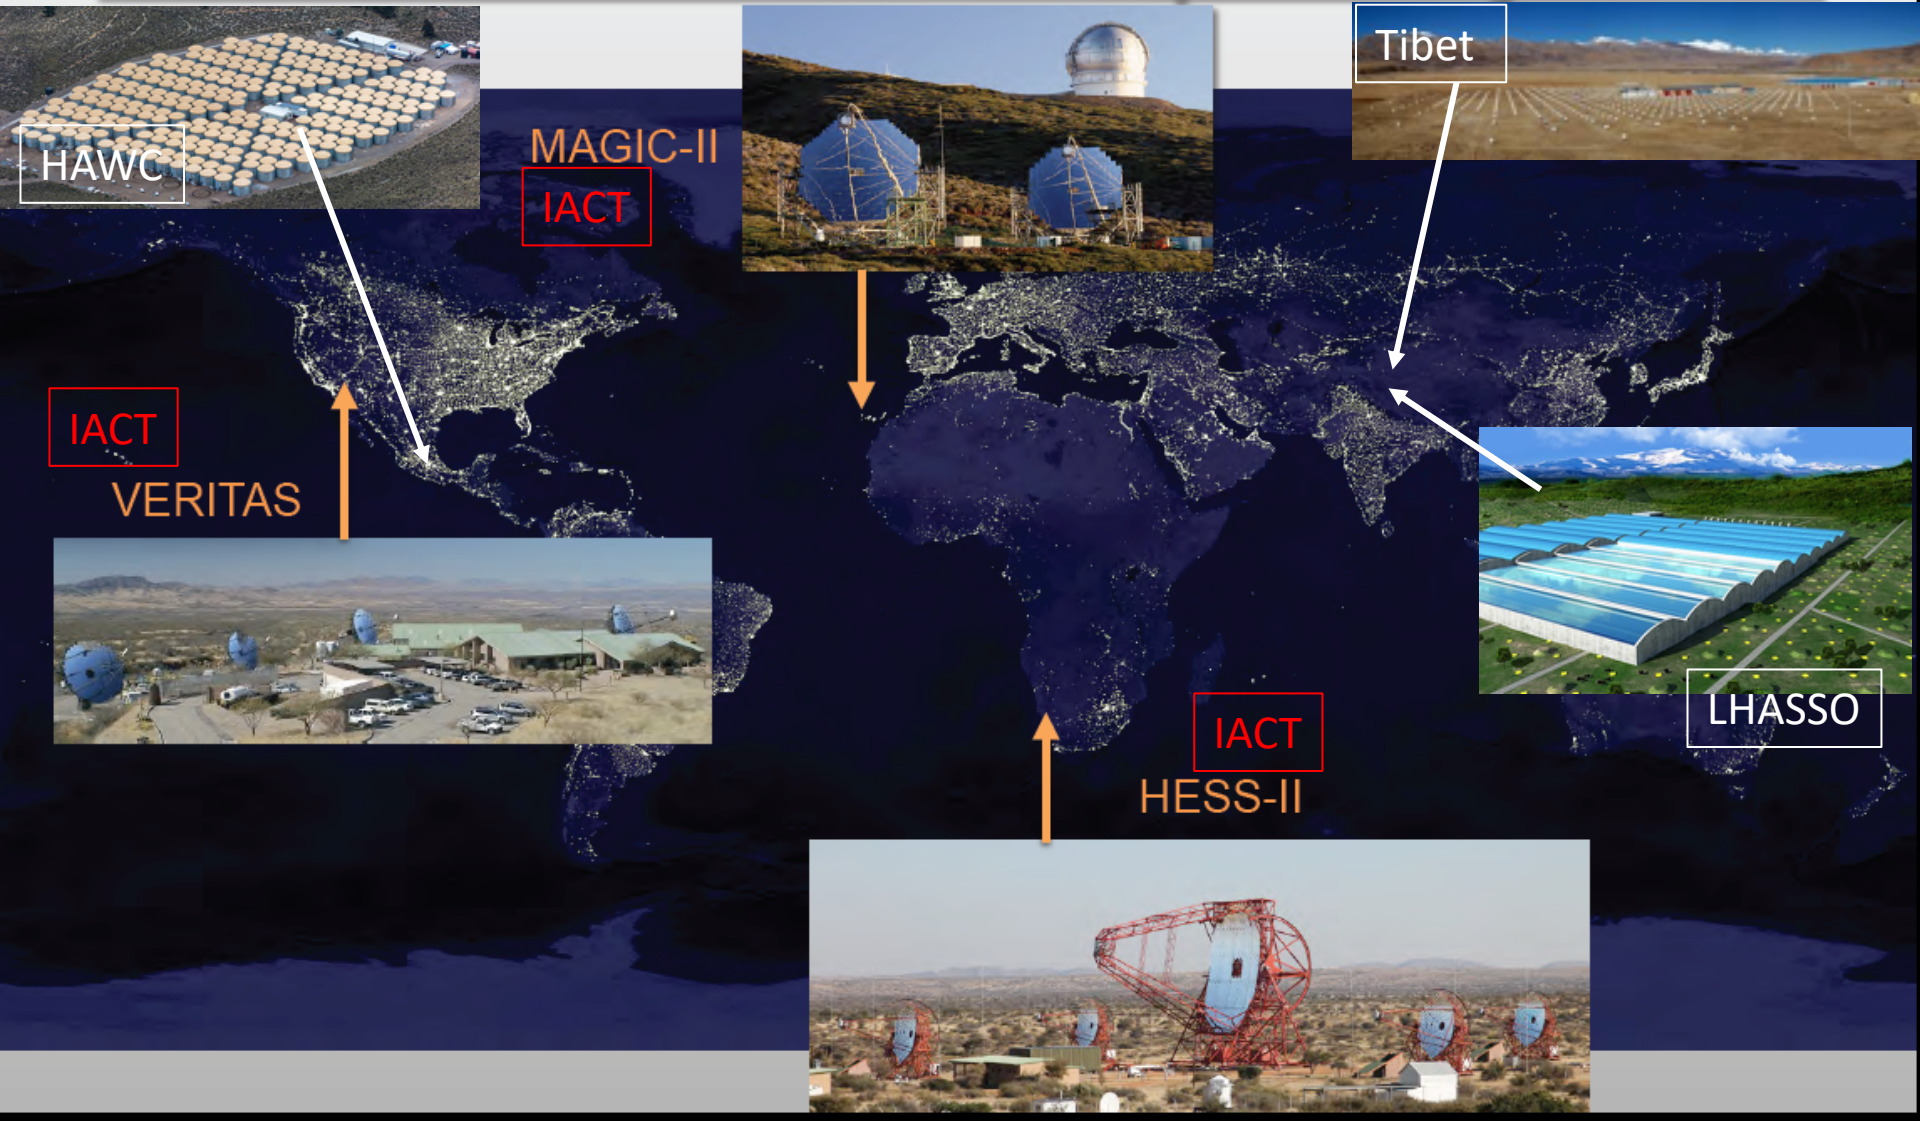 Tibet
HAWC
MAGIC-II
IACT
IACT
VERITAS
LHASSO
IACT
HESS-II